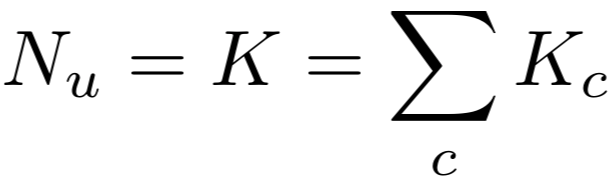 N_u = K = \sum_c K_c